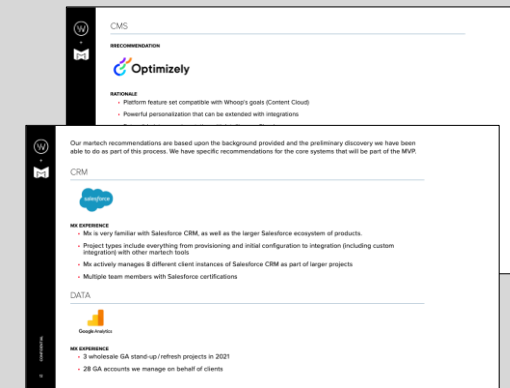 CMS
RRECOMMENDATION
Optimizely
RATIONALE
• Platform feature set compatible with Whoop's goals (Content Cloud)
• Powerful personalization that can be extended with integrations
Our martech recommendations are based upon the background provided and the preliminary discovery we have been
able to do as part of this process. We have specific recommendations for the core systems that will be part of the MVP.
CRM
salesforce
MX EXPERIENCE
• Mx is very familiar with Salesforce CRM, as well as the larger Salesforce ecosystem of products.
• Project types include everything from provisioning and initial configuration to integration (including custom
integration) with other martech tools
• Mx actively manages 8 different client instances of Salesforce CRM as part of larger projects
• Multiple team members with Salesforce certifications
DATA
Google Analytics
MX EXPERIENCE
• 3 wholesale GA stand-up/refresh projects in 2021
• 28 GA accounts we manage on behalf of clients
CONFIDENTIAL